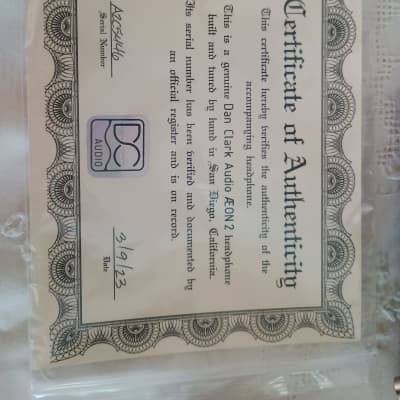 Certificate of Authenticity
This certificate hereby verifies the authenticity of the
accompanying headphone.
This is a genuine Dan Clark Audio ÆON 2 headphone
built and tuned by hand in San Diego, California.
Its serial number has been verified and documented by
an official register and is on record.
DC
AUDIO
3/9/23
Serial Number
Date